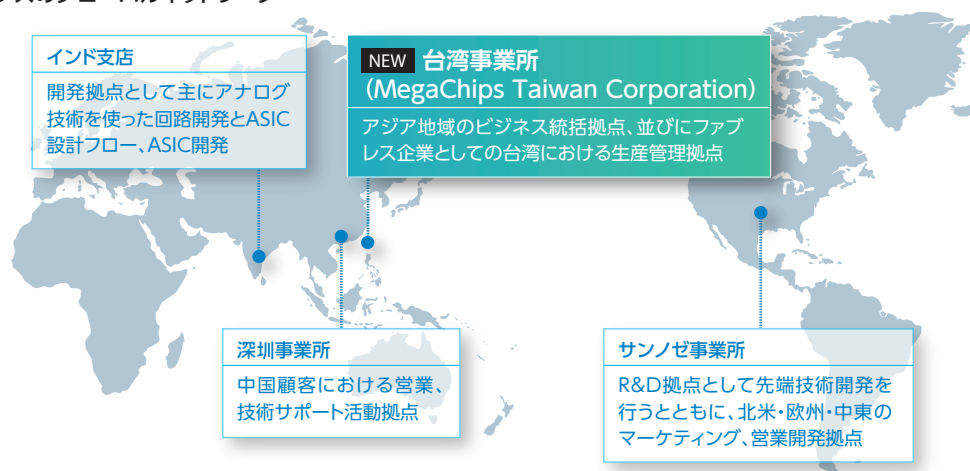 インド支店
開発拠点として主にアナログ
技術を使った回路開発とASIC
設計フロー、ASIC開発
NEW 台湾事業所
（MegaChips Taiwan Corporation）
アジア地域のビジネス統括拠点、並びにファブ
レス企業としての台湾における生産管理拠点
深圳事業所
中国顧客における営業、
技術サポート活動拠点
サンノゼ事業所
R&D拠点として先端技術開発を
行うとともに、北米・欧州・中東の
マーケティング、営業開発拠点